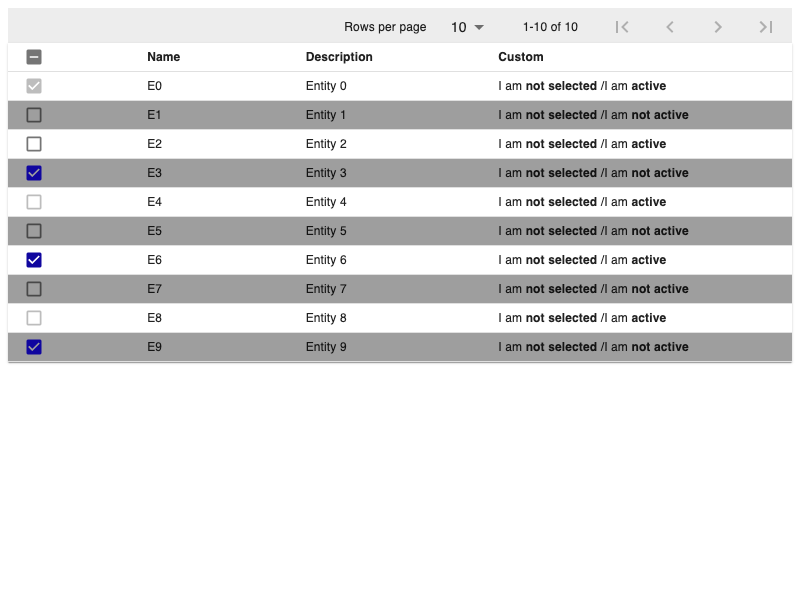 Rows per page 10 1-10 of 10
Name Description Custom
E0 Entity 0 I am not selected /I am active
E1 Entity 1 I am not selected /I am not active
E2 Entity 2 I am not selected /I am active
E3 Entity 3 I am not selected /I am not active
E4 Entity 4 I am not selected /I am active
E5 Entity 5 I am not selected /I am not active
E6 Entity 6 I am not selected /I am active
E7 Entity 7 I am not selected /I am not active
E8 Entity 8 I am not selected /I am active
E9 Entity 9 I am not selected /I am not active